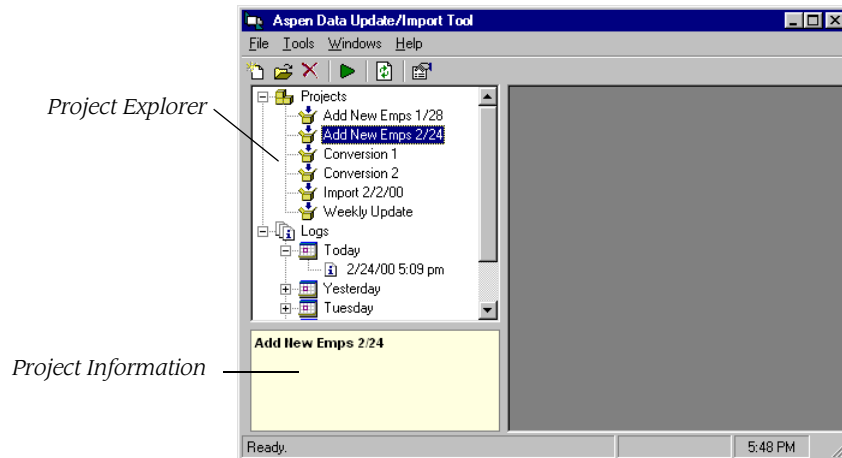 Aspen Data Update/Import Tool
File Tools Windows Help
Project Explorer
Projects
Add New Emps 1/28
Add New Emps 2/24
Conversion 1
Conversion 2
Import 2/2/00
Weekly Update
Logs
Today
2/24/00 5:09 pm
Yesterday
Tuesday
Add New Emps 2/24
Project Information
Ready.
5:48 PM